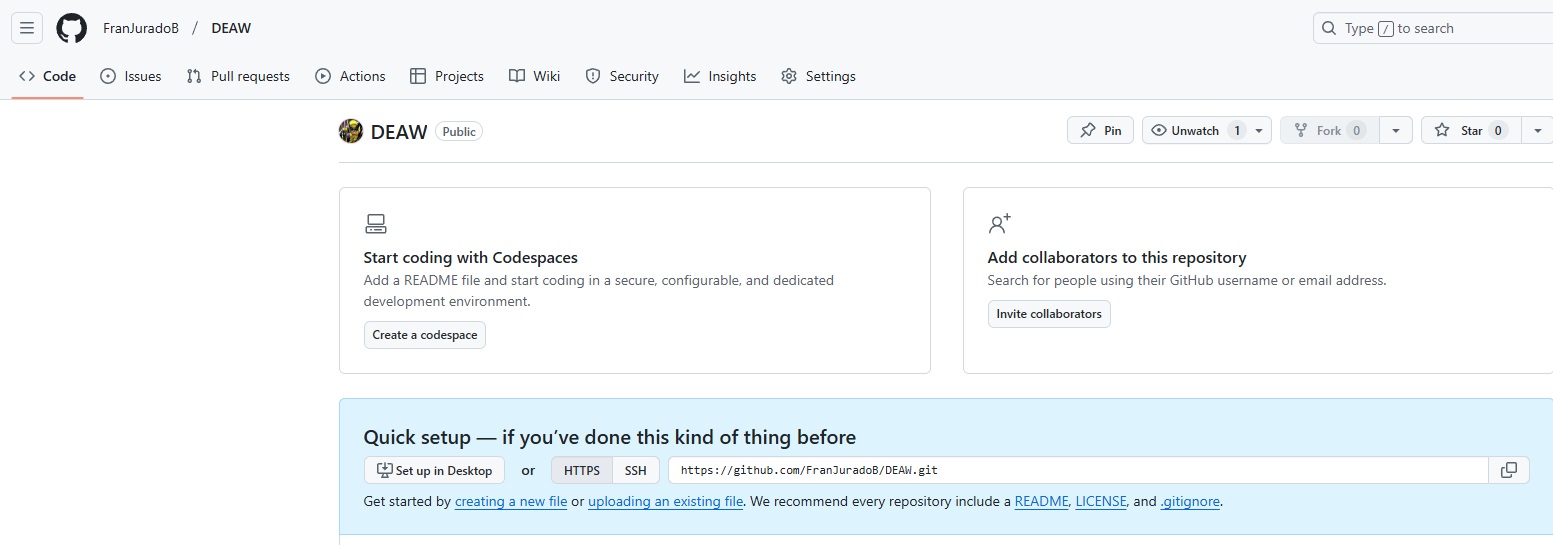 FranJuradoB / DEAW
Type / to search
Code Issues Pull requests Actions Projects Wiki Security Insights Settings
DEAW Public
Pin Unwatch 1 Fork 0 Star 0
Start coding with Codespaces
Add a README file and start coding in a secure, configurable, and dedicated
development environment.
Create a codespace
Add collaborators to this repository
Search for people using their GitHub username or email address.
Invite collaborators
Quick setup — if you’ve done this kind of thing before
Set up in Desktop or HTTPS SSH https://github.com/FranJuradoB/DEAW.git
Get started by creating a new file or uploading an existing file. We recommend every repository include a README, LICENSE, and .gitignore.